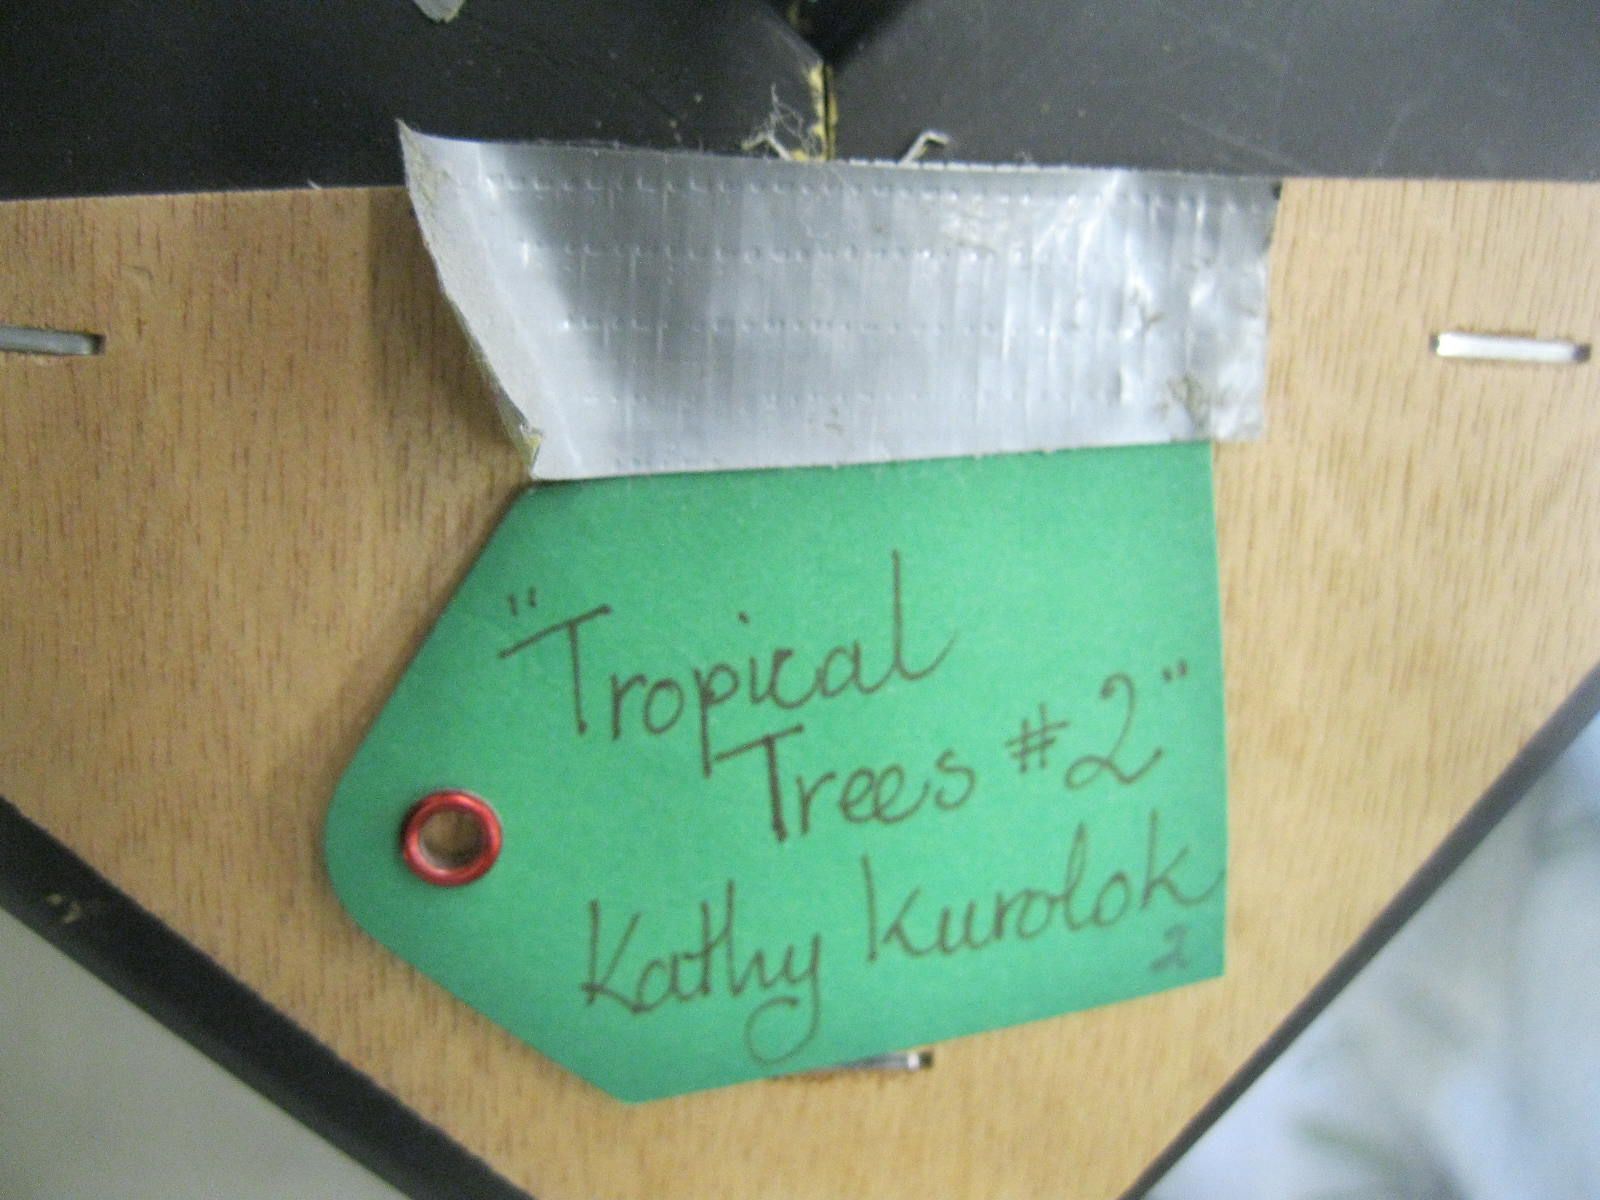 "Tropical
Trees #2"
Kathy Kurolok
2